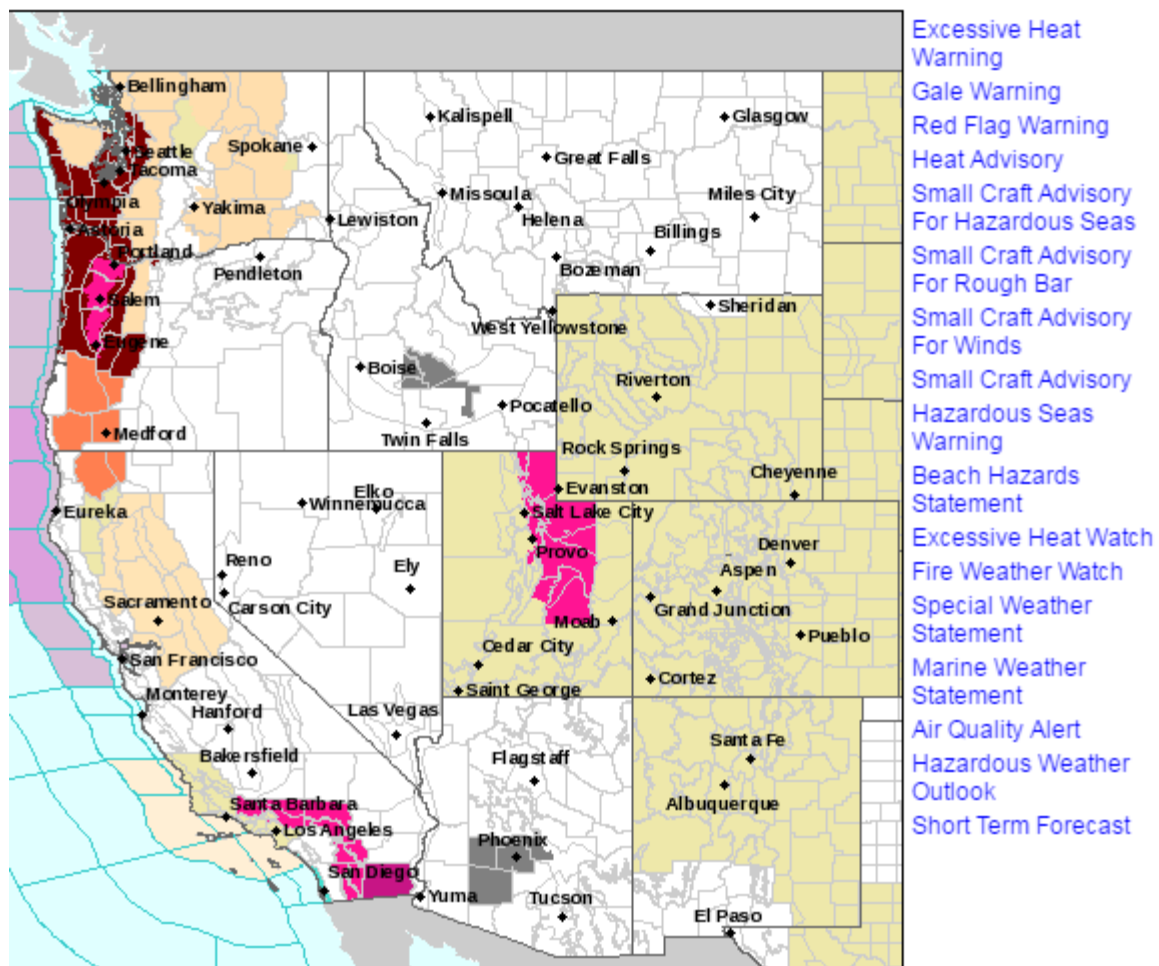 Bellingham
Seattle
Tacoma
Olympia
Astoria
Portland
Salem
Eugene
Medford
Spokane
Yakima
Lewiston
Pendleton
Kalispell
Glasgow
Great Falls
Missoula
Helena
Miles City
Billings
Bozeman
West Yellowstone
Sheridan
Boise
Pocatello
Twin Falls
Riverton
Rock Springs
Cheyenne
Evanston
Eureka
Elko
Winnemucca
Salt Lake City
Provo
Reno
Ely
Carson City
Sacramento
San Francisco
Monterey
Hanford
Bakersfield
Las Vegas
Moab
Cedar City
Saint George
Denver
Aspen
Grand Junction
Pueblo
Cortez
Santa Barbara
Los Angeles
San Diego
Yuma
Flagstaff
Phoenix
Tucson
Santa Fe
Albuquerque
El Paso
Excessive Heat
Warning
Gale Warning
Red Flag Warning
Heat Advisory
Small Craft Advisory
For Hazardous Seas
Small Craft Advisory
For Rough Bar
Small Craft Advisory
For Winds
Small Craft Advisory
Hazardous Seas
Warning
Beach Hazards
Statement
Excessive Heat Watch
Fire Weather Watch
Special Weather
Statement
Marine Weather
Statement
Air Quality Alert
Hazardous Weather
Outlook
Short Term Forecast